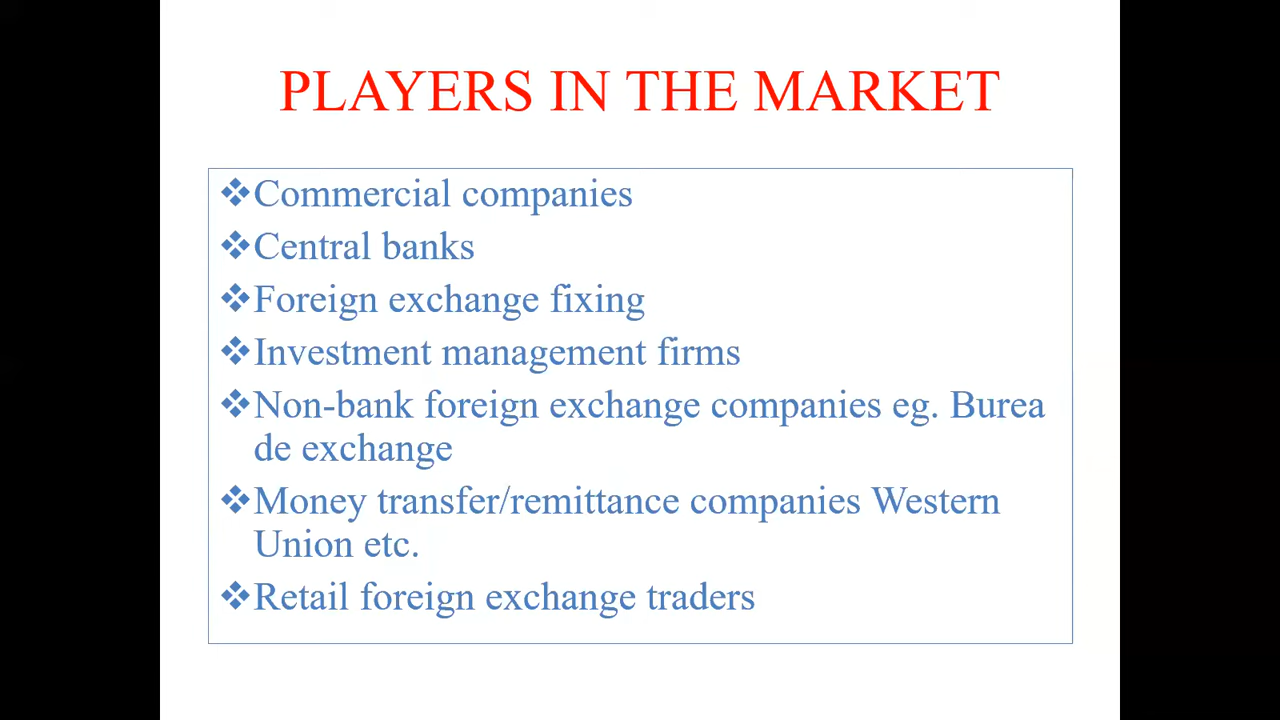 PLAYERS IN THE MARKET
❖Commercial companies
❖Central banks
❖Foreign exchange fixing
❖Investment management firms
❖Non-bank foreign exchange companies eg. Burea
de exchange
❖Money transfer/remittance companies Western
Union etc.
❖Retail foreign exchange traders